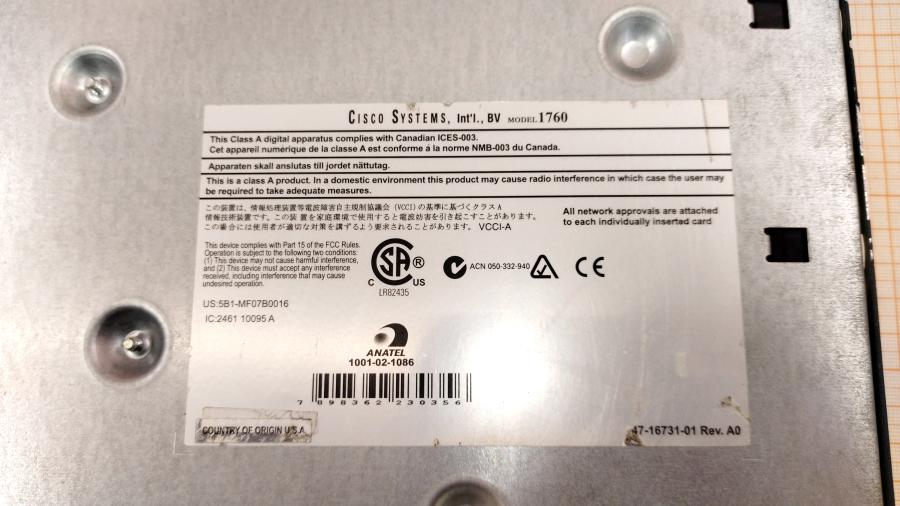 CISCO SYSTEMS, Int'l., BV MODEL 1760
This Class A digital apparatus complies with Canadian ICES-003.
Cet appareil numérique de la classe A est conforme á la norme NMB-003 du Canada.
Apparaten skall anslutas till jordet nättutag.
This is a class A product. In a domestic environment this product may cause radio interference in which case the user may
be required to take adequate measures.
この装置は、情報処理装置等電波障害自主規制協議会 (VCCI) の基準に基づくクラス A
情報技術装置です。この装 置を家庭環境で使用すると電波妨害を引き起こすことがあります。
この場合には使用者が適切な対策を講ずるよう要求されることがあります。 VCCI-A
All network approvais are attached
to each individually inserted card
This device complies with Part 15 of the FCC Rules.
Operation is subject to the following two conditions:
(1) This device may not cause harmful interference,
and (2) This device must accept any interference
received, including interference that may cause
undesired operation.
C SA ® US
LR82435
ACN 050-332-940
CE
US:5B1-MF07B0016
IC:2461 10095 A
ANATEL
1001-02-1086
7 898362 230356
COUNTRY OF ORIGIN U.S.A.
47-16731-01 Rev. A0